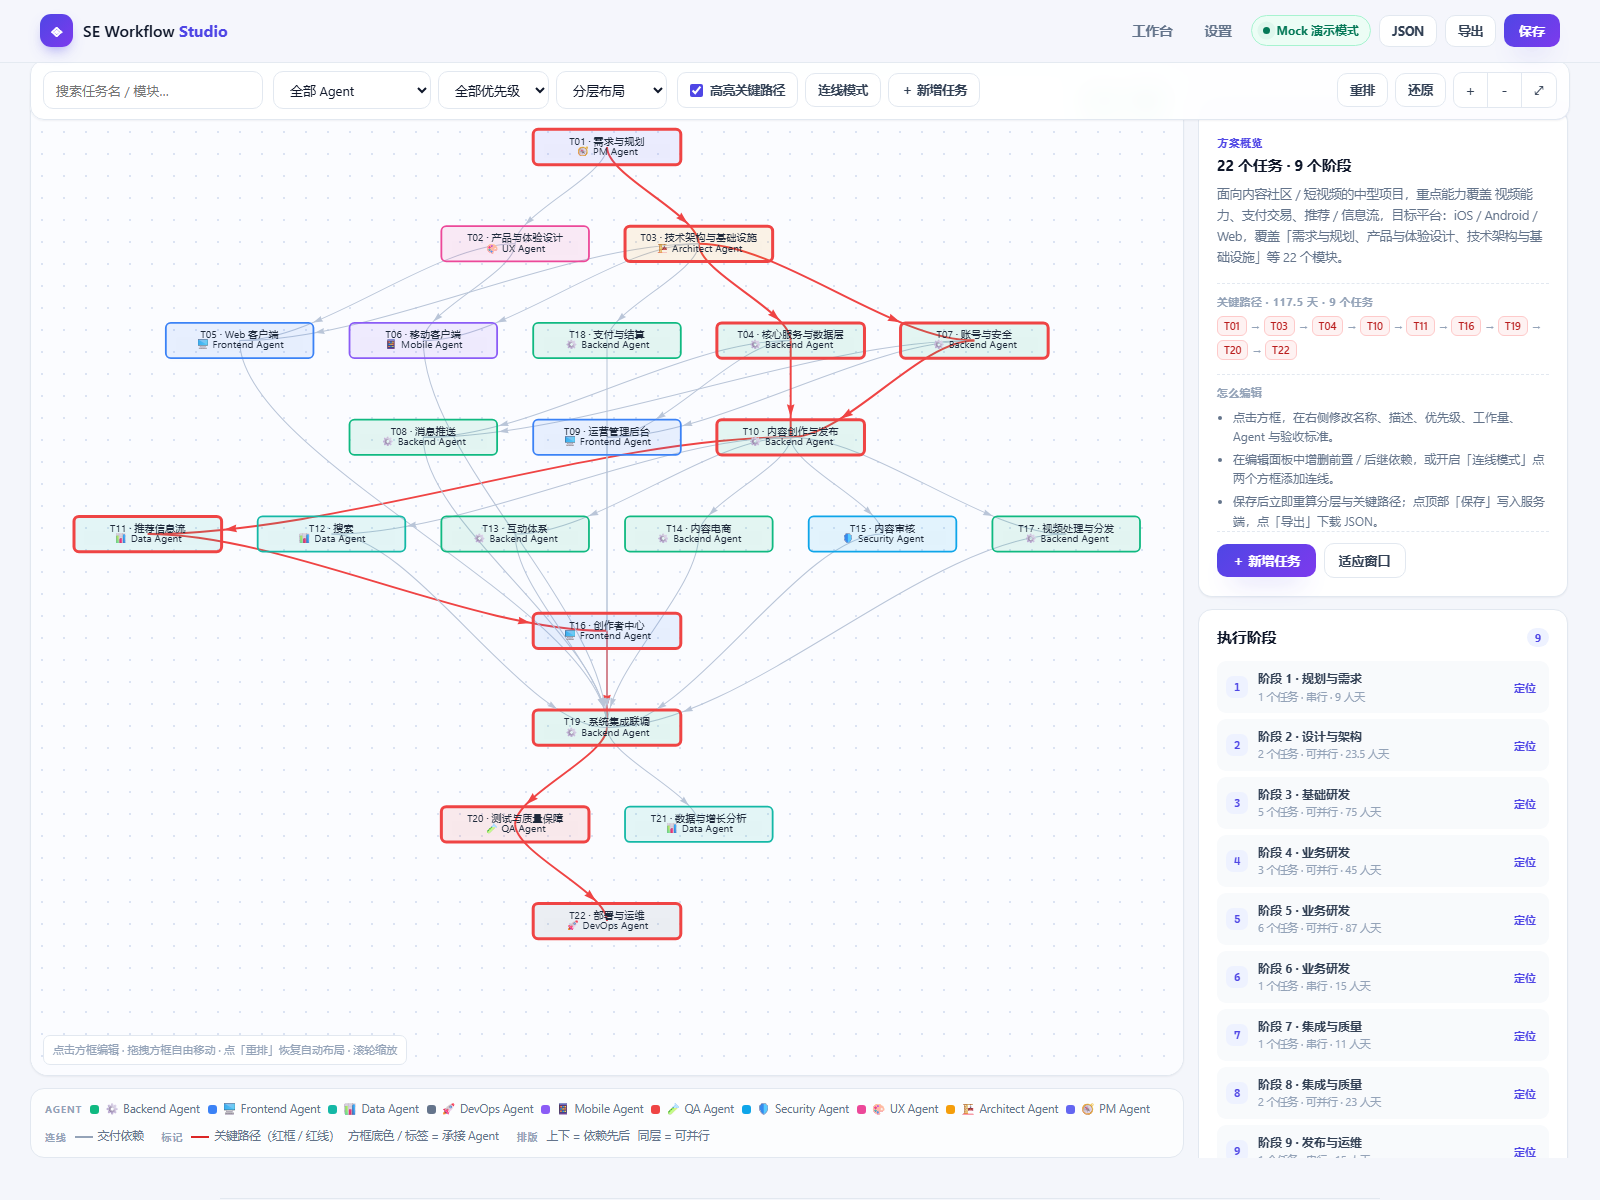 SE Workflow Studio
工作台
设置
Mock 演示模式
JSON
导出
保存
搜索任务名 / 模块...
全部 Agent
全部优先级
分层布局
高亮关键路径
连线模式
+ 新增任务
重排
还原
+
-
T01 · 需求与规划
PM Agent
T02 · 产品与体验设计
UX Agent
T03 · 技术架构与基础设施
Architect Agent
T05 · Web 客户端
Frontend Agent
T06 · 移动客户端
Mobile Agent
T18 · 支付与结算
Backend Agent
T04 · 核心服务与数据层
Backend Agent
T07 · 账号与安全
Backend Agent
T08 · 消息推送
Backend Agent
T09 · 运营管理后台
Frontend Agent
T10 · 内容创作与发布
Backend Agent
T11 · 推荐信息流
Data Agent
T12 · 搜索
Data Agent
T13 · 互动体系
Backend Agent
T14 · 内容电商
Backend Agent
T15 · 内容审核
Security Agent
T17 · 视频处理与分发
Backend Agent
T16 · 创作者中心
Frontend Agent
T19 · 系统集成联调
Backend Agent
T20 · 测试与质量保障
QA Agent
T21 · 数据与增长分析
Data Agent
T22 · 部署与运维
DevOps Agent
点击方框编辑 · 拖拽方框自由移动 · 点「重排」恢复自动布局 · 滚轮缩放
AGENT Backend Agent Frontend Agent Data Agent DevOps Agent Mobile Agent QA Agent Security Agent UX Agent Architect Agent PM Agent
连线 交付依赖 标记 关键路径（红框 / 红线） 方框底色 / 标签 = 承接 Agent 排版 上下 = 依赖先后 同层 = 可并行
方案概览
22 个任务 · 9 个阶段
面向内容社区 / 短视频的中型项目，重点能力覆盖 视频能
力、支付交易、推荐 / 信息流，目标平台：iOS / Android /
Web，覆盖「需求与规划、产品与体验设计、技术架构与基
础设施」等 22 个模块。
关键路径 · 117.5 天 · 9 个任务
T01 → T03 → T04 → T10 → T11 → T16 → T19 →
T20 → T22
怎么编辑
• 点击方框，在右侧修改名称、描述、优先级、工作量、
Agent 与验收标准。
• 在编辑面板中增删前置 / 后继依赖，或开启「连线模式」点
两个方框添加连线。
• 保存后立即重算分层与关键路径；点顶部「保存」写入服务
端，点「导出」下载 JSON。
+ 新增任务
适应窗口
执行阶段
9
1
阶段 1 · 规划与需求
1 个任务 · 串行 · 9 人天
定位
2
阶段 2 · 设计与架构
2 个任务 · 可并行 · 23.5 人天
定位
3
阶段 3 · 基础研发
5 个任务 · 可并行 · 75 人天
定位
4
阶段 4 · 业务研发
3 个任务 · 可并行 · 45 人天
定位
5
阶段 5 · 业务研发
6 个任务 · 可并行 · 87 人天
定位
6
阶段 6 · 业务研发
1 个任务 · 串行 · 15 人天
定位
7
阶段 7 · 集成与质量
1 个任务 · 串行 · 11 人天
定位
8
阶段 8 · 集成与质量
2 个任务 · 可并行 · 23 人天
定位
9
阶段 9 · 发布与运维
定位